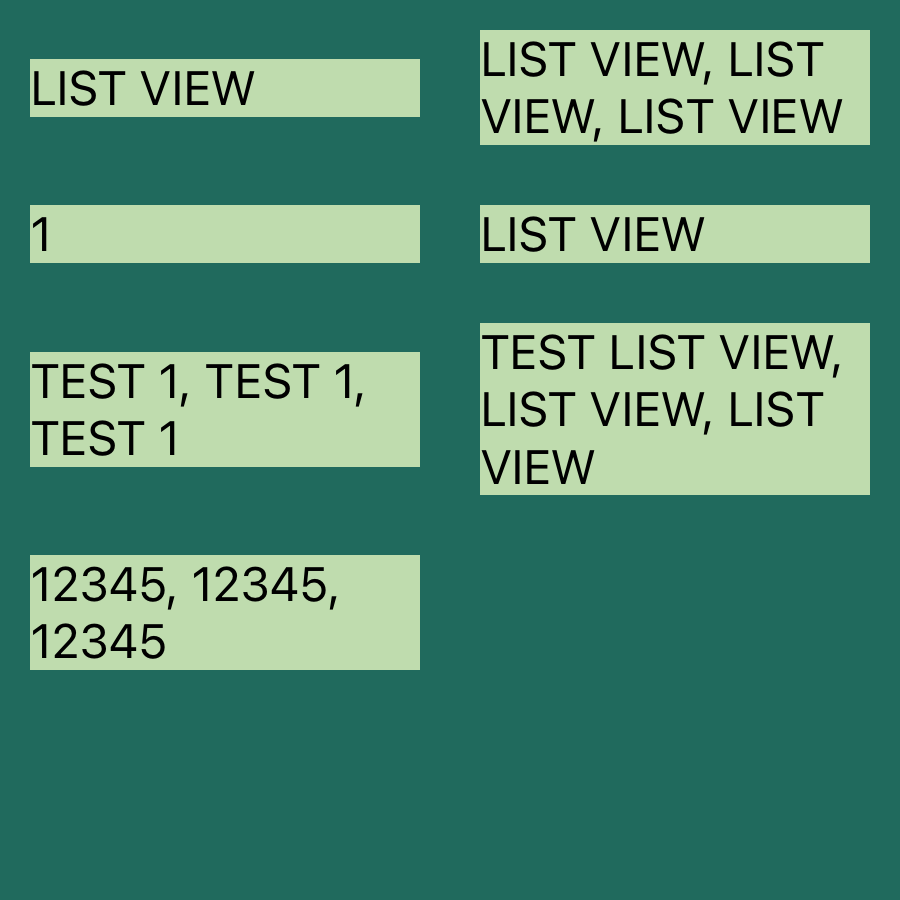 LIST VIEW
LIST VIEW, LIST
VIEW, LIST VIEW
1
LIST VIEW
TEST 1, TEST 1,
TEST 1
TEST LIST VIEW,
LIST VIEW, LIST
VIEW
12345, 12345,
12345